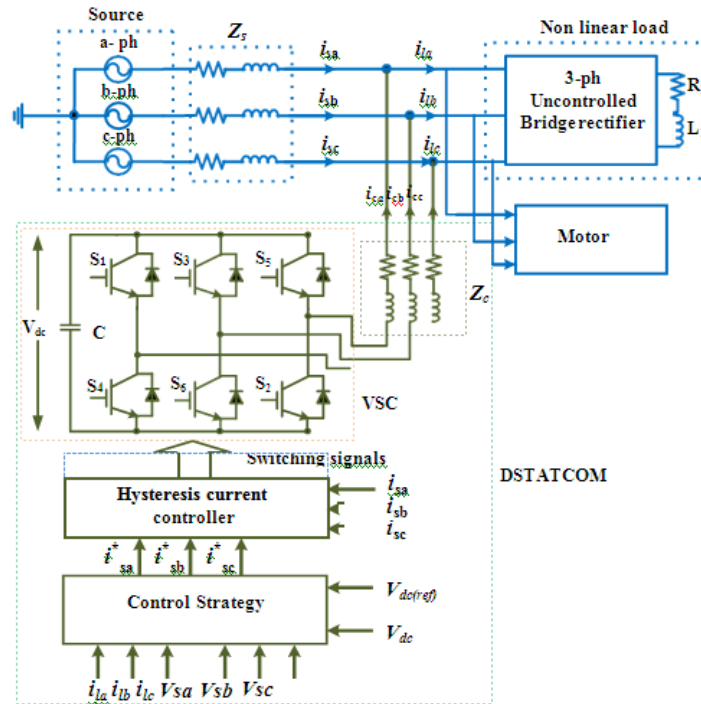 Source
a- ph
b-ph
c-ph
Zs
isa
isb
isc
ila
ilb
ilc
Non linear load
3-ph
Uncontrolled
Bridge rectifier
R
L
Motor
ica icb icc
Zc
S1
S3
S5
Vdc
C
S4
S6
S2
VSC
Switching signals
DSTATCOM
Hysteresis current
controller
isa
isb
isc
i*sa
i*sb
i*sc
Control Strategy
Vdc(ref)
Vdc
ila ilb ilc Vsa Vsb Vsc